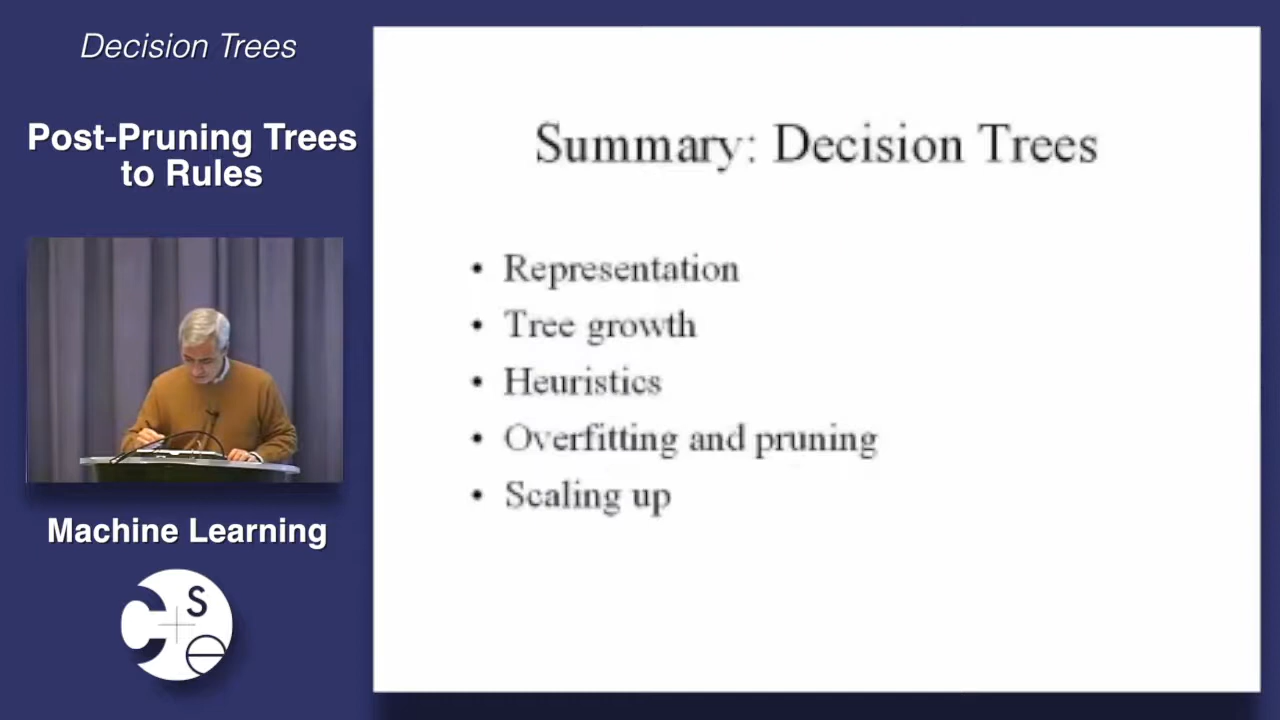 Decision Trees
Post-Pruning Trees
to Rules
Machine Learning
CSe
Summary: Decision Trees
• Representation
• Tree growth
• Heuristics
• Overfitting and pruning
• Scaling up